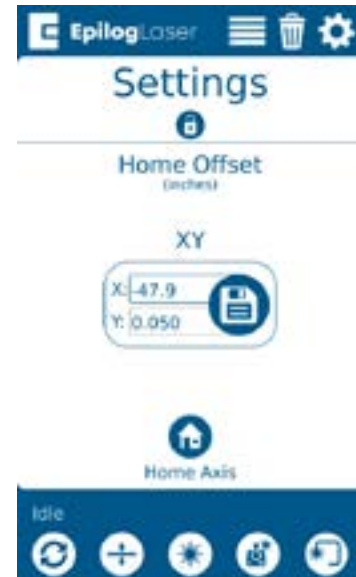 EpilogLaser
Settings
Home Offset
(inches)
XY
X: -47.9
Y: 0.050
Home Axis
Idle